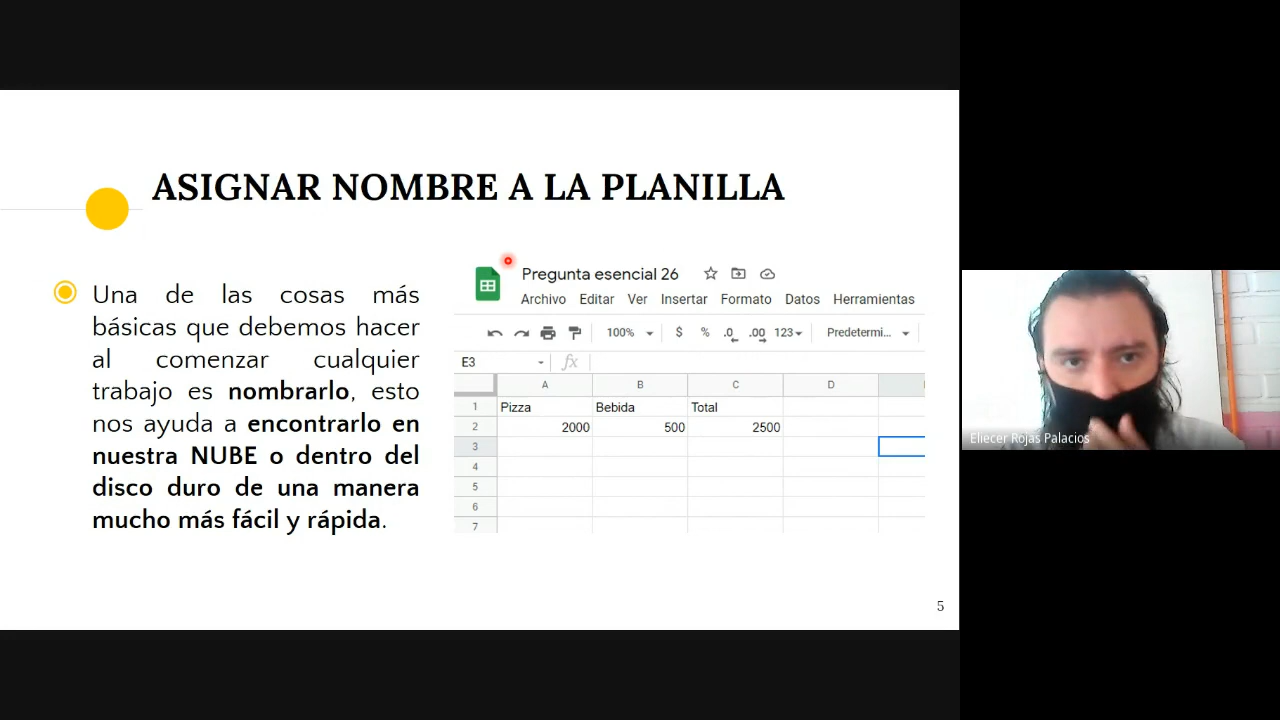 ASIGNAR NOMBRE A LA PLANILLA
Una de las cosas más
básicas que debemos hacer
al comenzar cualquier
trabajo es nombrarlo, esto
nos ayuda a encontrarlo en
nuestra NUBE o dentro del
disco duro de una manera
mucho más fácil y rápida.
Pregunta esencial 26
Archivo Editar Ver Insertar Formato Datos Herramientas
100% $ % .0 .00 123 Predetermi...
E3 fx
A B C D
1 Pizza Bebida Total
2 2000 500 2500
3
4
5
6
7
5
Eliecer Rojas Palacios